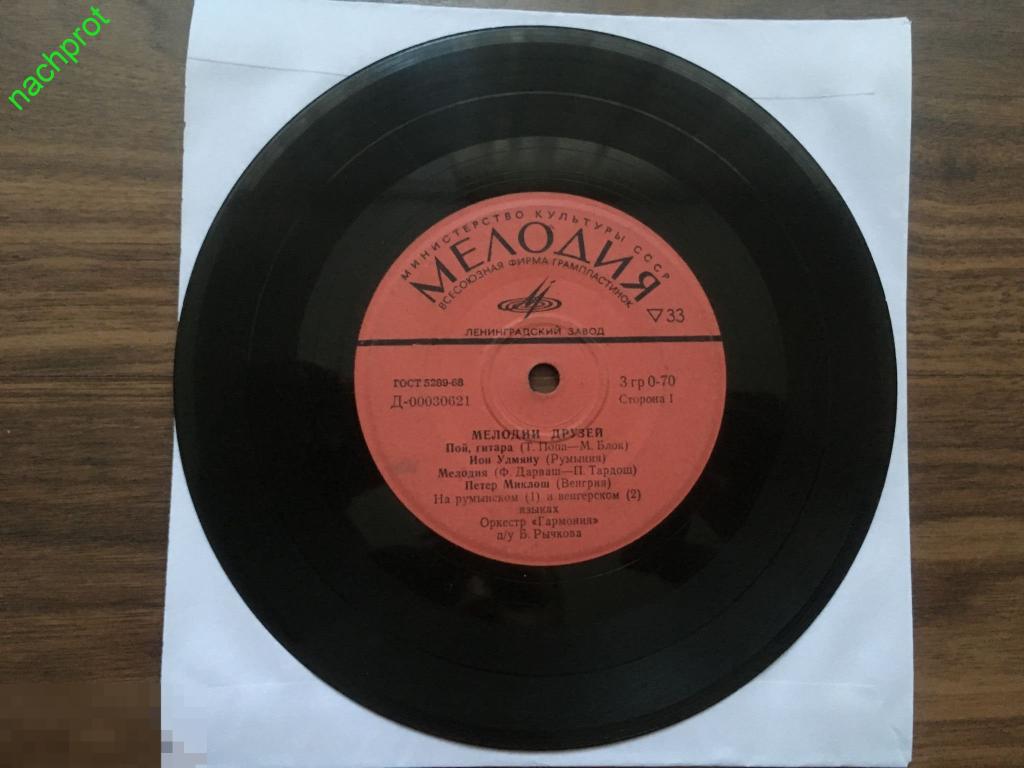 nachprot
МИНИСТЕРСТВО КУЛЬТУРЫ СССР
МЕЛОДИЯ
ВСЕСОЮЗНАЯ ФИРМА ГРАМПЛАСТИНОК
33
ЛЕНИНГРАДСКИЙ ЗАВОД
ГОСТ 5289-68
3 гр 0-70
Д-00030621
Сторона 1
МЕЛОДИИ ДРУЗЕЙ
Пой, гитара (Т. Попа—М. Блок)
Ион Улмяну (Румыния)
Мелодия (Ф. Дарваш—П. Тардош)
Петер Миклош (Венгрия)
На румынском (1) и венгерском (2)
языках
Оркестр «Гармония»
п/у Б. Рычкова